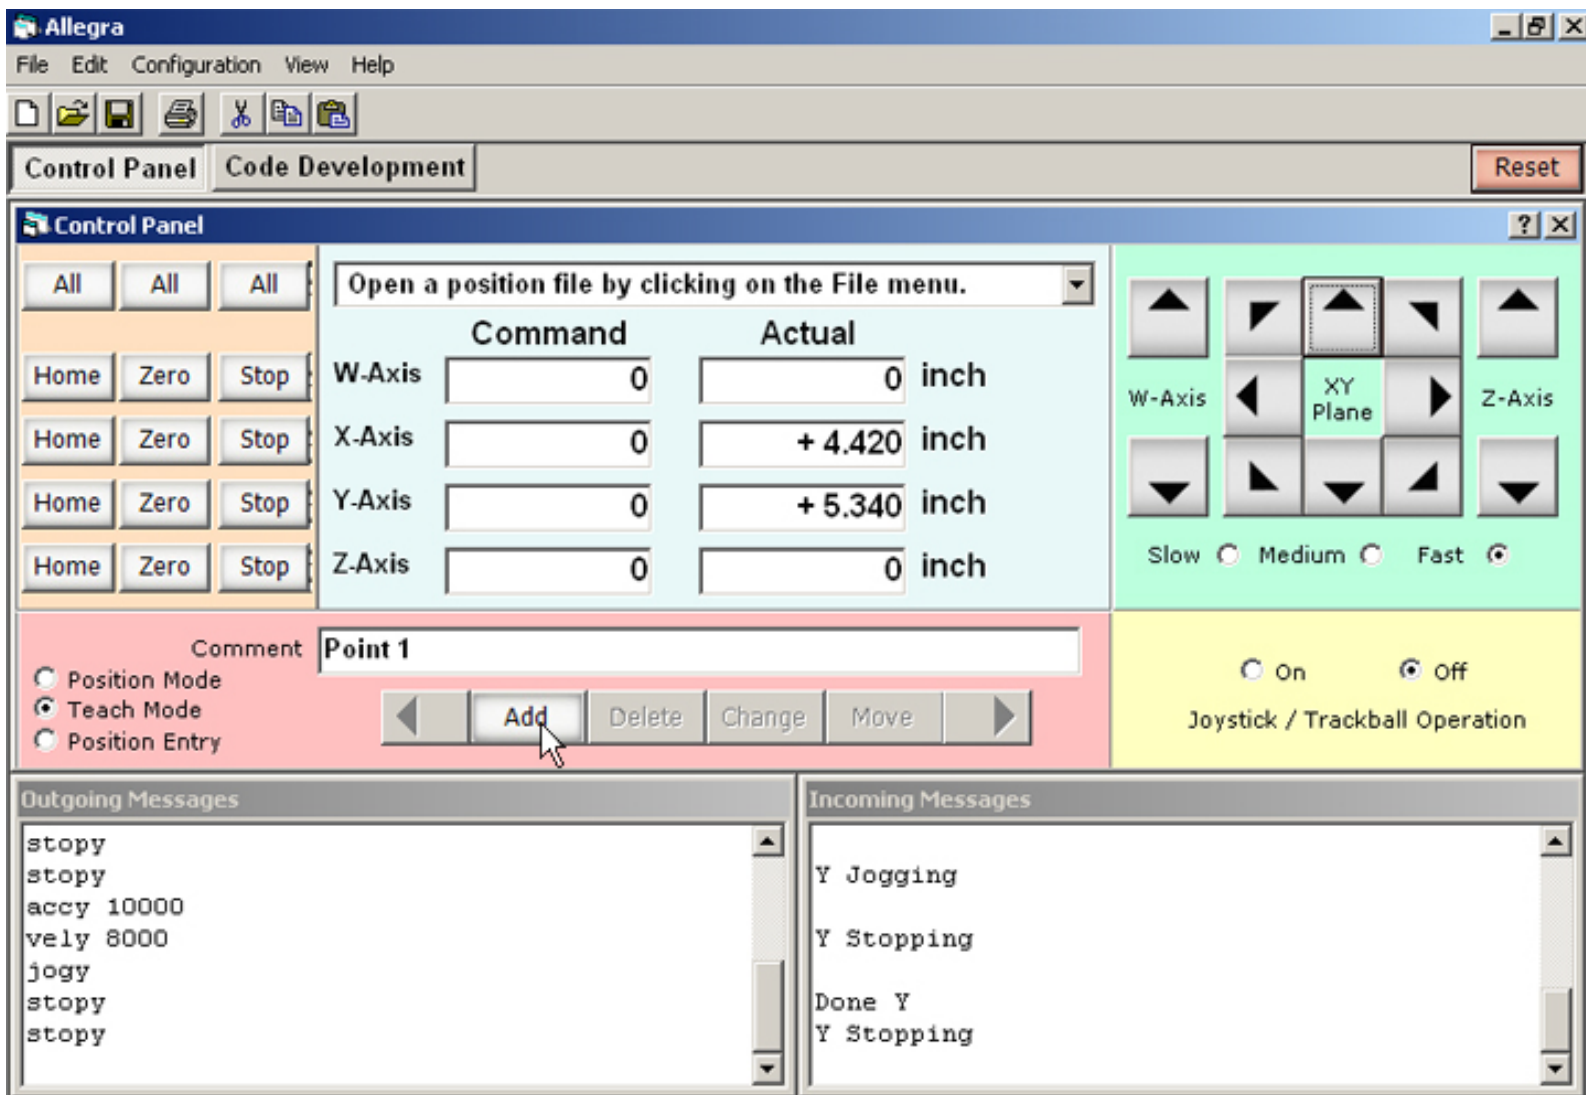 Allegra
File Edit Configuration View Help
Control Panel Code Development Reset
Control Panel
All All All
Open a position file by clicking on the File menu.
Command Actual
Home Zero Stop W-Axis 0 0 inch
Home Zero Stop X-Axis 0 + 4.420 inch
Home Zero Stop Y-Axis 0 + 5.340 inch
Home Zero Stop Z-Axis 0 0 inch
W-Axis XY Plane Z-Axis
Slow Medium Fast
Comment Point 1
Position Mode
Teach Mode
Position Entry
Add Delete Change Move
On Off
Joystick / Trackball Operation
Outgoing Messages
stopy
stopy
accy 10000
vely 8000
jogy
stopy
stopy
Incoming Messages
Y Jogging
Y Stopping
Done Y
Y Stopping